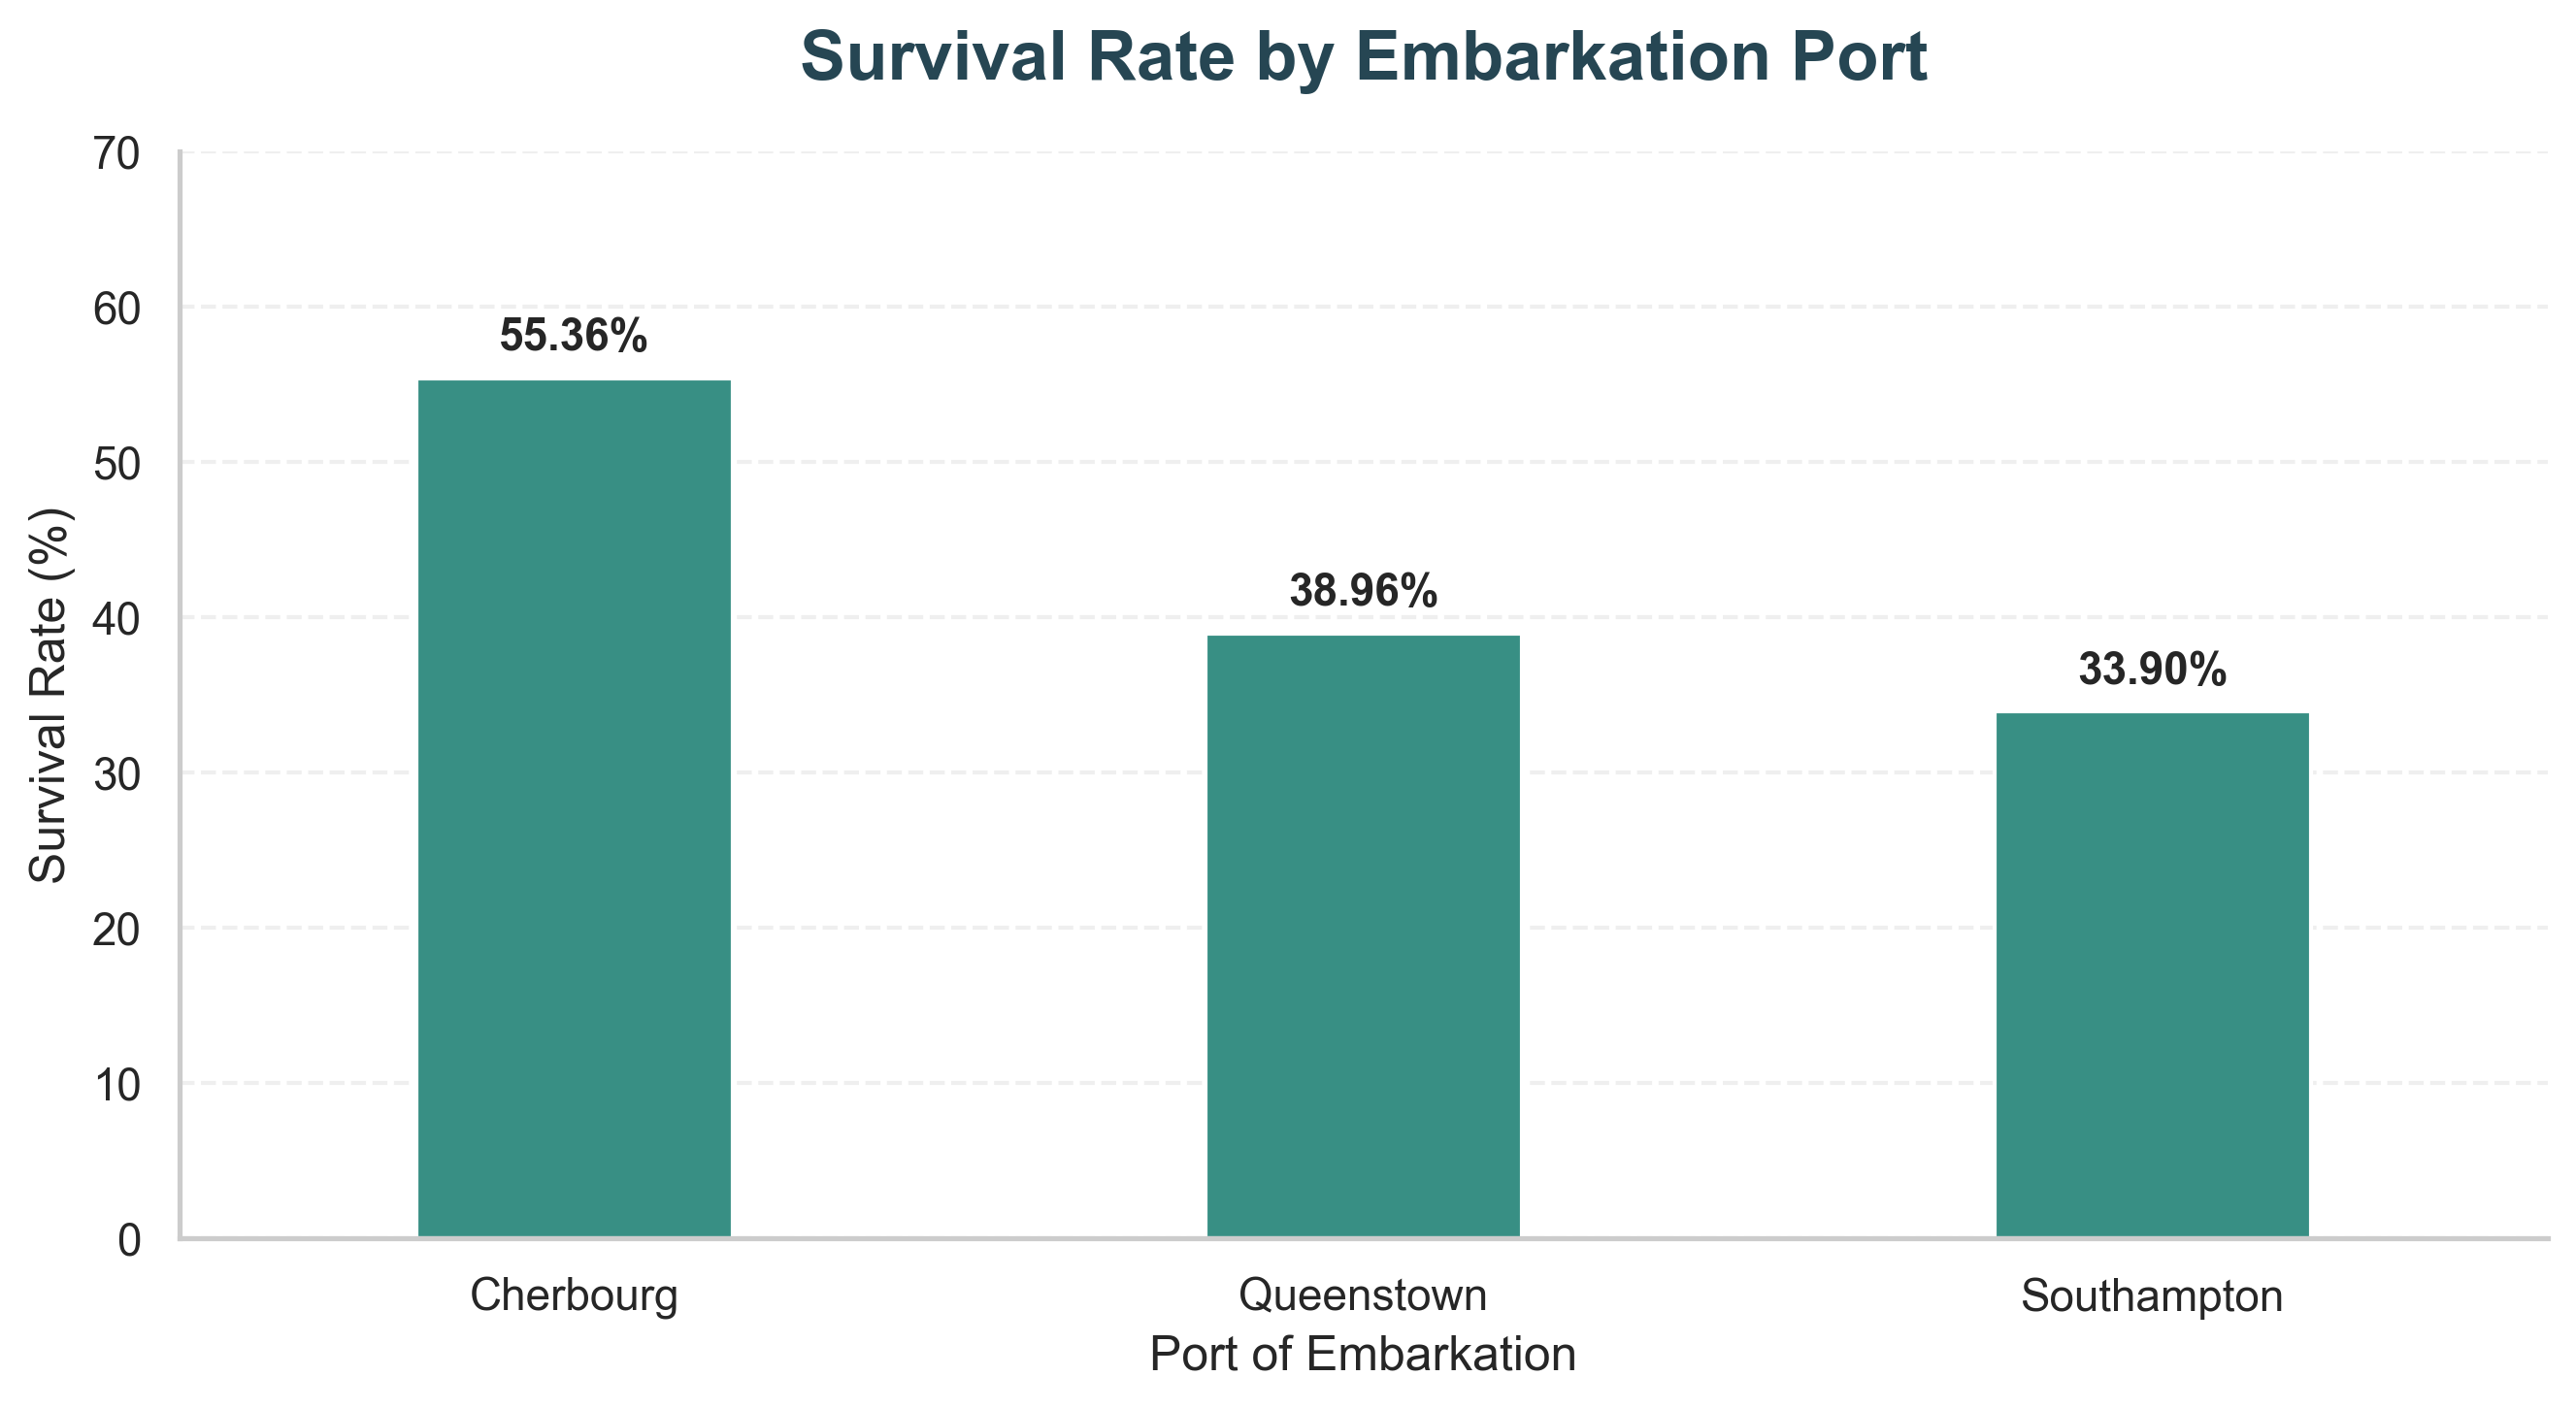 Survival Rate by Embarkation Port
70
60
50
40
30
20
10
0
Survival Rate (%)
55.36%
38.96%
33.90%
Cherbourg
Queenstown
Southampton
Port of Embarkation